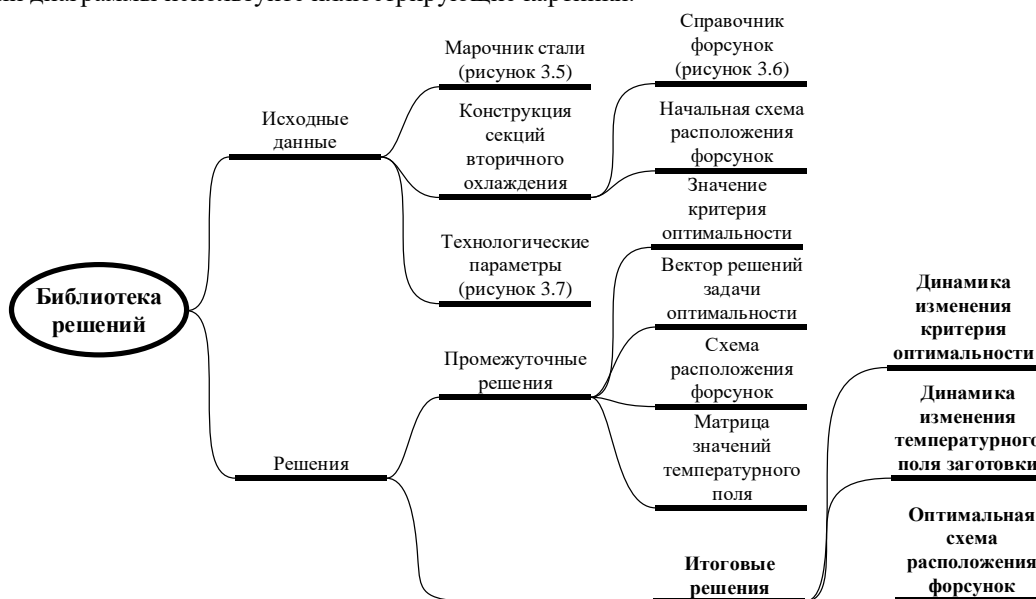 Марочник стали
(рисунок 3.5)
Справочник
форсунок
(рисунок 3.6)
Исходные
данные
Конструкция
секций
вторичного
охлаждения
Начальная схема
расположения
форсунок
Технологические
параметры
(рисунок 3.7)
Значение
критерия
оптимальности
Библиотека
решений
Вектор решений
задачи
оптимальности
Промежуточные
решения
Схема
расположения
форсунок
Матрица
значений
температурного
поля
Решения
Итоговые
решения
Динамика
изменения
критерия
оптимальности
Динамика
изменения
температурного
поля заготовки
Оптимальная
схема
расположения
форсунок